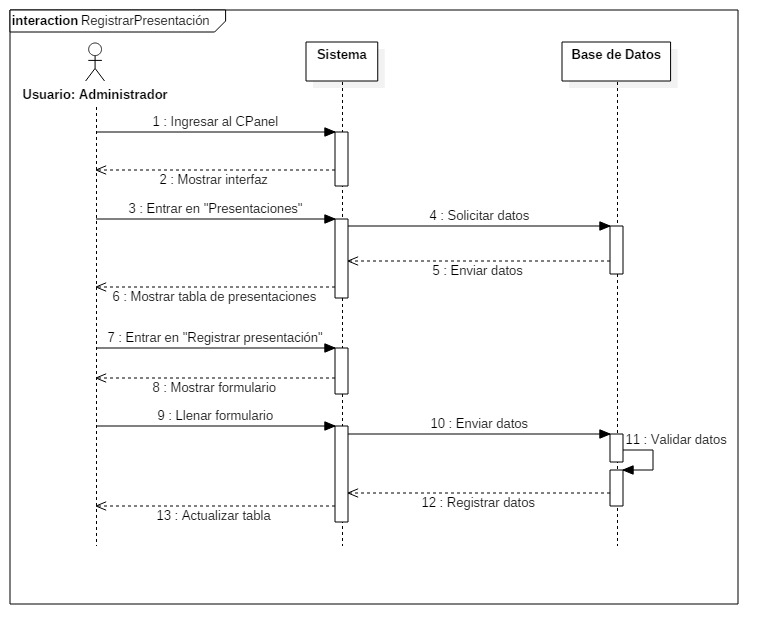 interaction RegistrarPresentación
Sistema
Base de Datos
Usuario: Administrador
1 : Ingresar al CPanel
2 : Mostrar interfaz
3 : Entrar en "Presentaciones"
4 : Solicitar datos
5 : Enviar datos
6 : Mostrar tabla de presentaciones
7 : Entrar en "Registrar presentación"
8 : Mostrar formulario
9 : Llenar formulario
10 : Enviar datos
11 : Validar datos
12 : Registrar datos
13 : Actualizar tabla